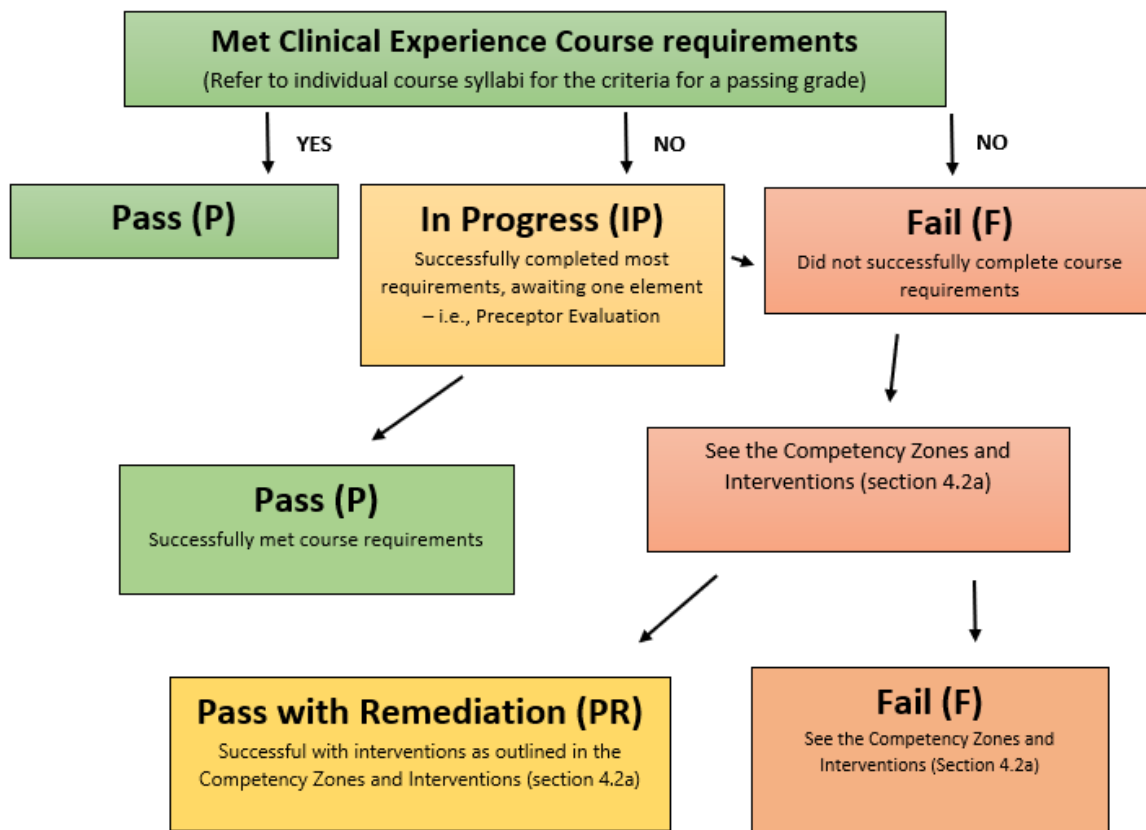 Met Clinical Experience Course requirements
(Refer to individual course syllabi for the criteria for a passing grade)
YES
NO
NO
Pass (P)
In Progress (IP)
Successfully completed most
requirements, awaiting one element
– i.e., Preceptor Evaluation
Fail (F)
Did not successfully complete course
requirements
See the Competency Zones and
Interventions (section 4.2a)
Pass (P)
Successfully met course requirements
Pass with Remediation (PR)
Successful with interventions as outlined in the
Competency Zones and Interventions (section 4.2a)
Fail (F)
See the Competency Zones and
Interventions (Section 4.2a)